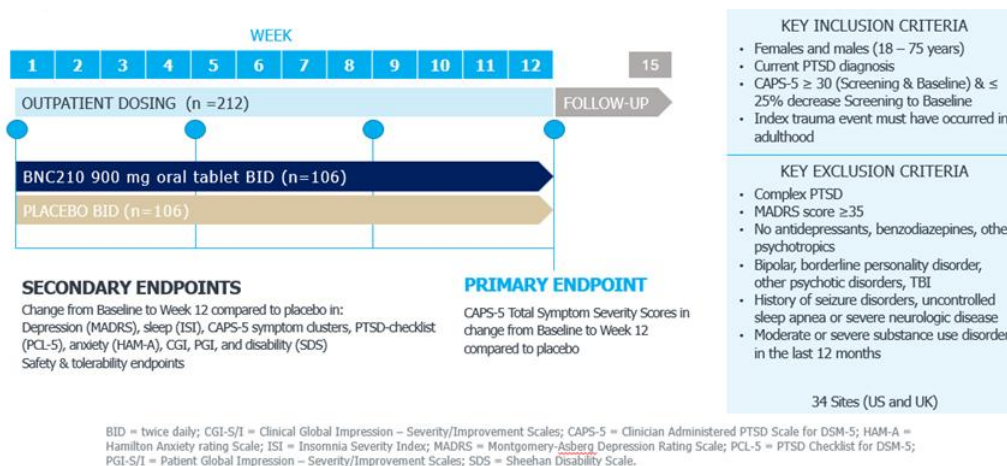 WEEK
1 2 3 4 5 6 7 8 9 10 11 12 15
OUTPATIENT DOSING (n =212)
FOLLOW-UP
BNC210 900 mg oral tablet BID (n=106)
PLACEBO BID (n=106)
SECONDARY ENDPOINTS
Change from Baseline to Week 12 compared to placebo in:
Depression (MADRS), sleep (ISI), CAPS-5 symptom clusters, PTSD-checklist
(PCL-5), anxiety (HAM-A), CGI, PGI, and disability (SDS)
Safety & tolerability endpoints
PRIMARY ENDPOINT
CAPS-5 Total Symptom Severity Scores in
change from Baseline to Week 12
compared to placebo
KEY INCLUSION CRITERIA
• Females and males (18 – 75 years)
• Current PTSD diagnosis
• CAPS-5 ≥ 30 (Screening & Baseline) & ≤
25% decrease Screening to Baseline
• Index trauma event must have occurred in
adulthood
KEY EXCLUSION CRITERIA
• Complex PTSD
• MADRS score ≥35
• No antidepressants, benzodiazepines, othe
psychotropics
• Bipolar, borderline personality disorder,
other psychotic disorders, TBI
• History of seizure disorders, uncontrolled
sleep apnea or severe neurologic disease
• Moderate or severe substance use disorder
in the last 12 months
34 Sites (US and UK)
BID = twice daily; CGI-S/I = Clinical Global Impression – Severity/Improvement Scales; CAPS-5 = Clinician Administered PTSD Scale for DSM-5; HAM-A =
Hamilton Anxiety rating Scale; ISI = Insomnia Severity Index; MADRS = Montgomery-Asberg Depression Rating Scale; PCL-5 = PTSD Checklist for DSM-5;
PGI-S/I = Patient Global Impression – Severity/Improvement Scales; SDS = Sheehan Disability Scale.